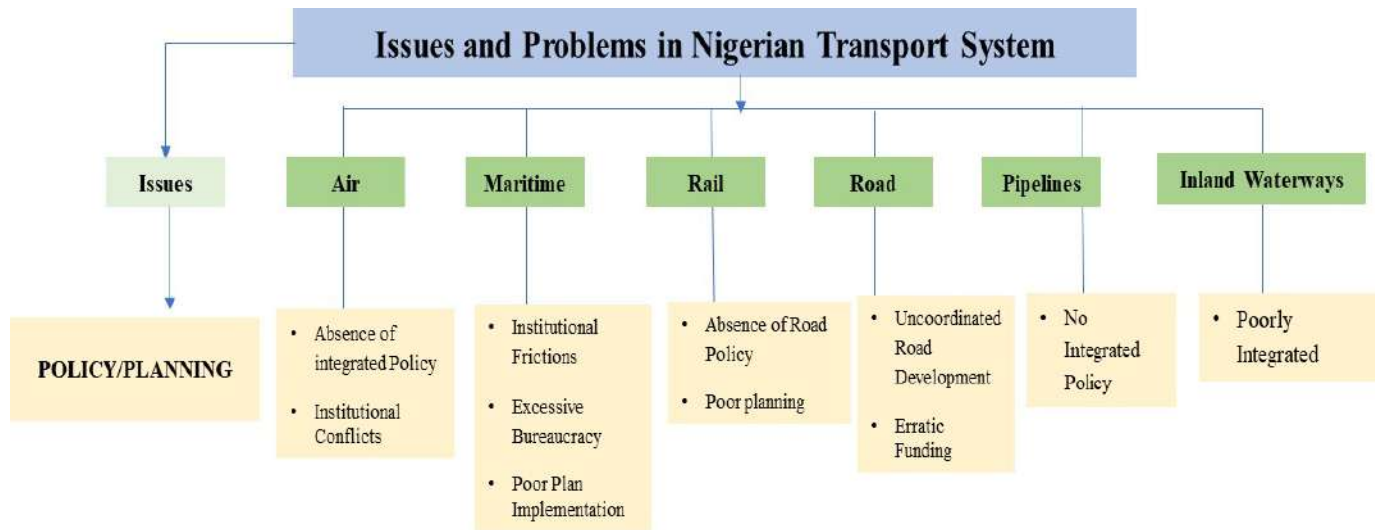 Issues and Problems in Nigerian Transport System
Issues
Air
Maritime
Rail
Road
Pipelines
Inland Waterways
POLICY/PLANNING
• Absence of
integrated Policy
• Institutional
Conflicts
• Institutional
Frictions
• Excessive
Bureaucracy
• Poor Plan
Implementation
• Absence of Road
Policy
• Poor planning
• Uncoordinated
Road
Development
• Erratic
Funding
• No
Integrated
Policy
• Poorly
Integrated